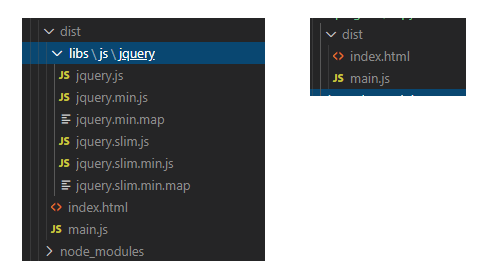 dist
libs\js\jquery
JS jquery.js
JS jquery.min.js
jquery.min.map
JS jquery.slim.js
JS jquery.slim.min.js
jquery.slim.min.map
<> index.html
JS main.js
node_modules
dist
<> index.html
JS main.js